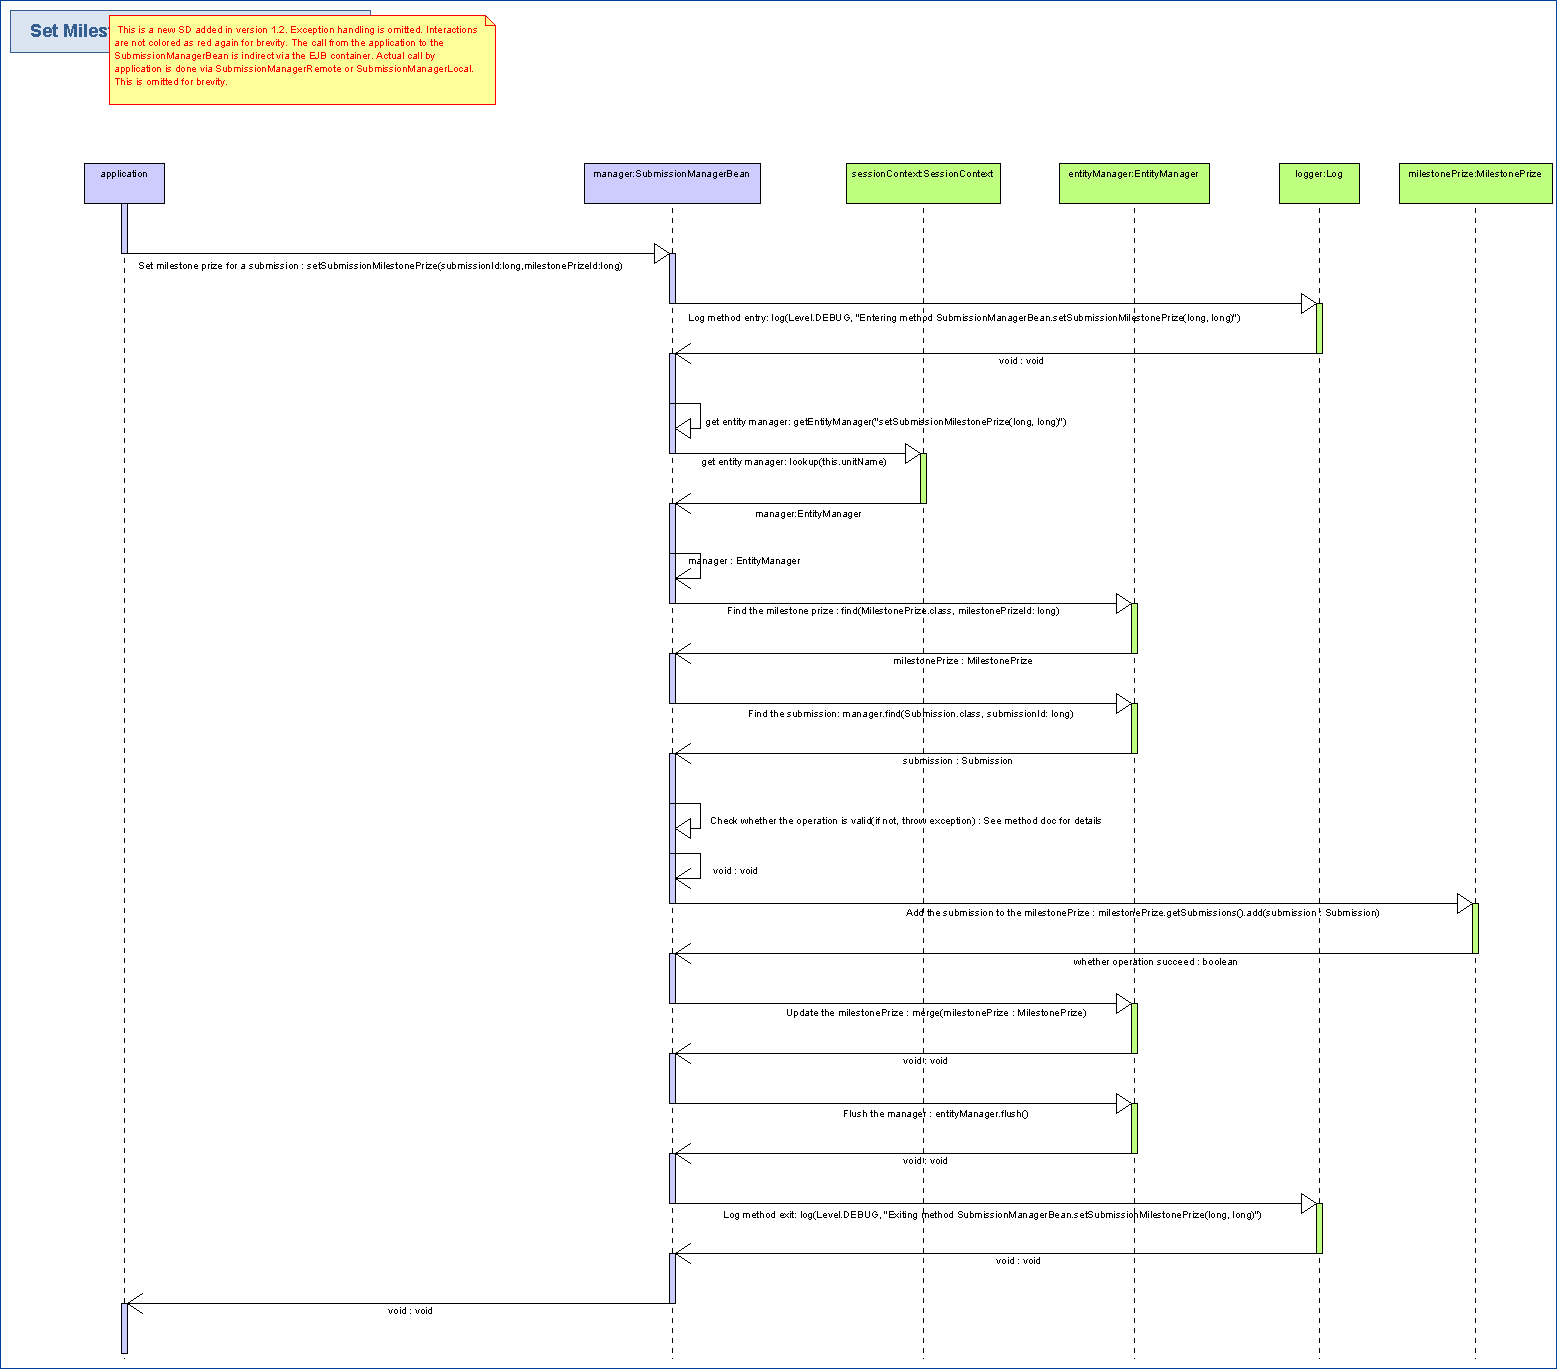 Set Miles
This is a new SD added in version 1.2. Exception handling is omitted. Interactions
are not colored as red again for brevity. The call from the application to the
SubmissionManagerBean is indirect via the EJB container. Actual call by
application is done via SubmissionManagerRemote or SubmissionManagerLocal.
This is omitted for brevity.
application
manager:SubmissionManagerBean
sessionContext:SessionContext
entityManager:EntityManager
logger:Log
milestonePrize:MilestonePrize
Set milestone prize for a submission : setSubmissionMilestonePrize(submissionId:long,milestonePrizeId:long)
Log method entry: log(Level.DEBUG, "Entering method SubmissionManagerBean.setSubmissionMilestonePrize(long, long)")
void : void
get entity manager: getEntityManager("setSubmissionMilestonePrize(long, long)")
get entity manager: lookup(this.unitName)
manager:EntityManager
manager : EntityManager
Find the milestone prize : find(MilestonePrize.class, milestonePrizeId: long)
milestonePrize : MilestonePrize
Find the submission: manager.find(Submission.class, submissionId: long)
submission : Submission
Check whether the operation is valid(if not, throw exception) : See method doc for details
void : void
Add the submission to the milestonePrize : milestonePrize.getSubmissions().add(submission : Submission)
whether operation succeed : boolean
Update the milestonePrize : merge(milestonePrize : MilestonePrize)
void : void
Flush the manager : entityManager.flush()
void : void
Log method exit: log(Level.DEBUG, "Exiting method SubmissionManagerBean.setSubmissionMilestonePrize(long, long)")
void : void
void : void